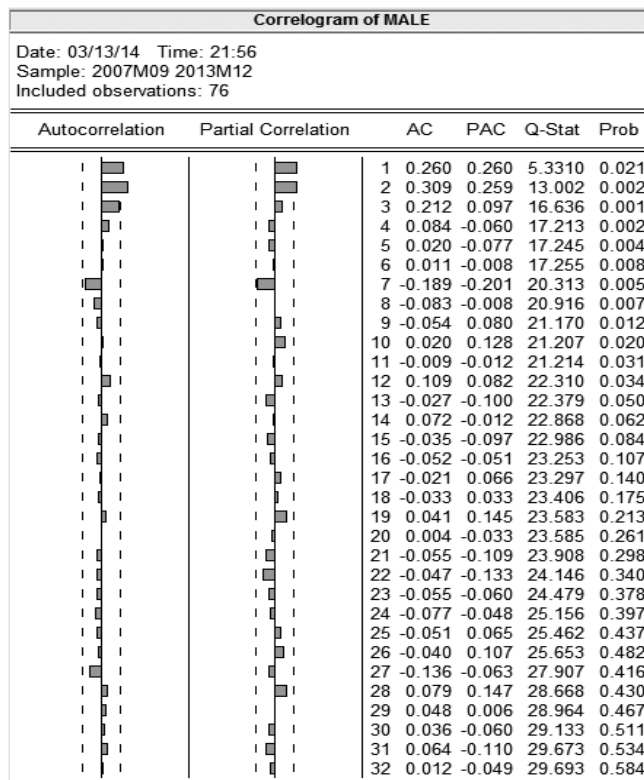 Correlogram of MALE
Date: 03/13/14 Time: 21:56
Sample: 2007M09 2013M12
Included observations: 76
Autocorrelation Partial Correlation AC PAC Q-Stat Prob
1 0.260 0.260 5.3310 0.021
2 0.309 0.259 13.002 0.002
3 0.212 0.097 16.636 0.001
4 0.084 -0.060 17.213 0.002
5 0.020 -0.077 17.245 0.004
6 0.011 -0.008 17.255 0.008
7 -0.189 -0.201 20.313 0.005
8 -0.083 -0.008 20.916 0.007
9 -0.054 0.080 21.170 0.012
10 0.020 0.128 21.207 0.020
11 -0.009 -0.012 21.214 0.031
12 0.109 0.082 22.310 0.034
13 -0.027 -0.100 22.379 0.050
14 0.072 -0.012 22.868 0.062
15 -0.035 -0.097 22.986 0.084
16 -0.052 -0.051 23.253 0.107
17 -0.021 0.066 23.297 0.140
18 -0.033 0.033 23.406 0.175
19 0.041 0.145 23.583 0.213
20 0.004 -0.033 23.585 0.261
21 -0.055 -0.109 23.908 0.298
22 -0.047 -0.133 24.146 0.340
23 -0.055 -0.060 24.479 0.378
24 -0.077 -0.048 25.156 0.397
25 -0.051 0.065 25.462 0.437
26 -0.040 0.107 25.653 0.482
27 -0.136 -0.063 27.907 0.416
28 0.079 0.147 28.668 0.430
29 0.048 0.006 28.964 0.467
30 0.036 -0.060 29.133 0.511
31 0.064 -0.110 29.673 0.534
32 0.012 -0.049 29.693 0.584